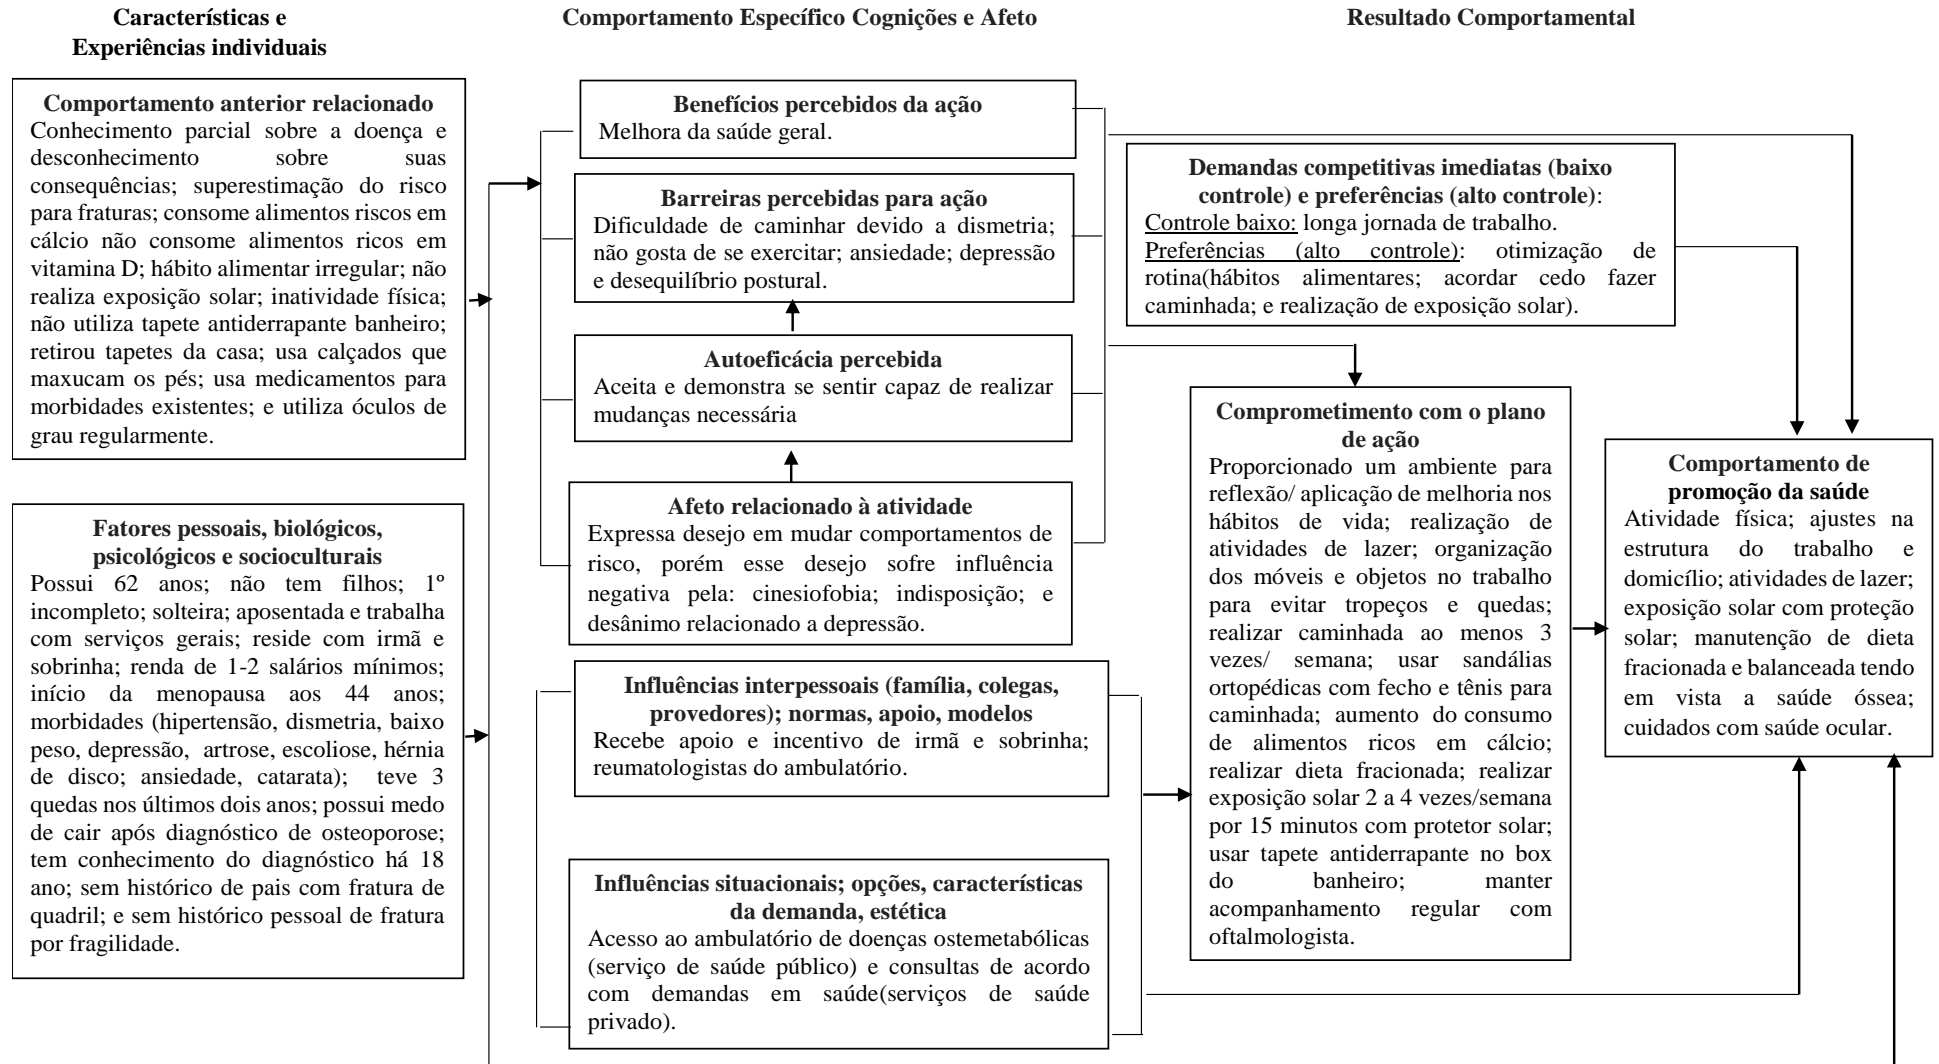 Características e
Experiências individuais
Comportamento Específico Cognições e Afeto
Resultado Comportamental
Comportamento anterior relacionado
Conhecimento parcial sobre a doença e
desconhecimento sobre suas
consequências; superestimação do risco
para fraturas; consome alimentos riscos em
cálcio não consome alimentos ricos em
vitamina D; hábito alimentar irregular; não
realiza exposição solar; inatividade física;
não utiliza tapete antiderrapante banheiro;
retirou tapetes da casa; usa calçados que
maxucam os pés; usa medicamentos para
morbidades existentes; e utiliza óculos de
grau regularmente.
Fatores pessoais, biológicos,
psicológicos e socioculturais
Possui 62 anos; não tem filhos; 1º
incompleto; solteira; aposentada e trabalha
com serviços gerais; reside com irmã e
sobrinha; renda de 1-2 salários mínimos;
início da menopausa aos 44 anos;
morbidades (hipertensão, dismetria, baixo
peso, depressão, artrose, escoliose, hérnia
de disco; ansiedade, catarata); teve 3
quedas nos últimos dois anos; possui medo
de cair após diagnóstico de osteoporose;
tem conhecimento do diagnóstico há 18
ano; sem histórico de pais com fratura de
quadril; e sem histórico pessoal de fratura
por fragilidade.
Benefícios percebidos da ação
Melhora da saúde geral.
Barreiras percebidas para ação
Dificuldade de caminhar devido a dismetria;
não gosta de se exercitar; ansiedade; depressão
e desequilíbrio postural.
Autoeficácia percebida
Aceita e demonstra se sentir capaz de realizar
mudanças necessária
Afeto relacionado à atividade
Expressa desejo em mudar comportamentos de
risco, porém esse desejo sofre influência
negativa pela: cinesiofobia; indisposição; e
desânimo relacionado a depressão.
Influências interpessoais (família, colegas,
provedores); normas, apoio, modelos
Recebe apoio e incentivo de irmã e sobrinha;
reumatologistas do ambulatório.
Influências situacionais; opções, características
da demanda, estética
Acesso ao ambulatório de doenças ostemetabólicas
(serviço de saúde público) e consultas de acordo
com demandas em saúde(serviços de saúde
privado).
Demandas competitivas imediatas (baixo
controle) e preferências (alto controle):
Controle baixo: longa jornada de trabalho.
Preferências (alto controle): otimização de
rotina(hábitos alimentares; acordar cedo fazer
caminhada; e realização de exposição solar).
Comprometimento com o plano
de ação
Proporcionado um ambiente para
reflexão/ aplicação de melhoria nos
hábitos de vida; realização de
atividades de lazer; organização
dos móveis e objetos no trabalho
para evitar tropeços e quedas;
realizar caminhada ao menos 3
vezes/ semana; usar sandálias
ortopédicas com fecho e tênis para
caminhada; aumento do consumo
de alimentos ricos em cálcio;
realizar dieta fracionada; realizar
exposição solar 2 a 4 vezes/semana
por 15 minutos com protetor solar;
usar tapete antiderrapante no box
do banheiro; manter
acompanhamento regular com
oftalmologista.
Comportamento de
promoção da saúde
Atividade física; ajustes na
estrutura do trabalho e
domicílio; atividades de lazer;
exposição solar com proteção
solar; manutenção de dieta
fracionada e balanceada tendo
em vista a saúde óssea;
cuidados com saúde ocular.